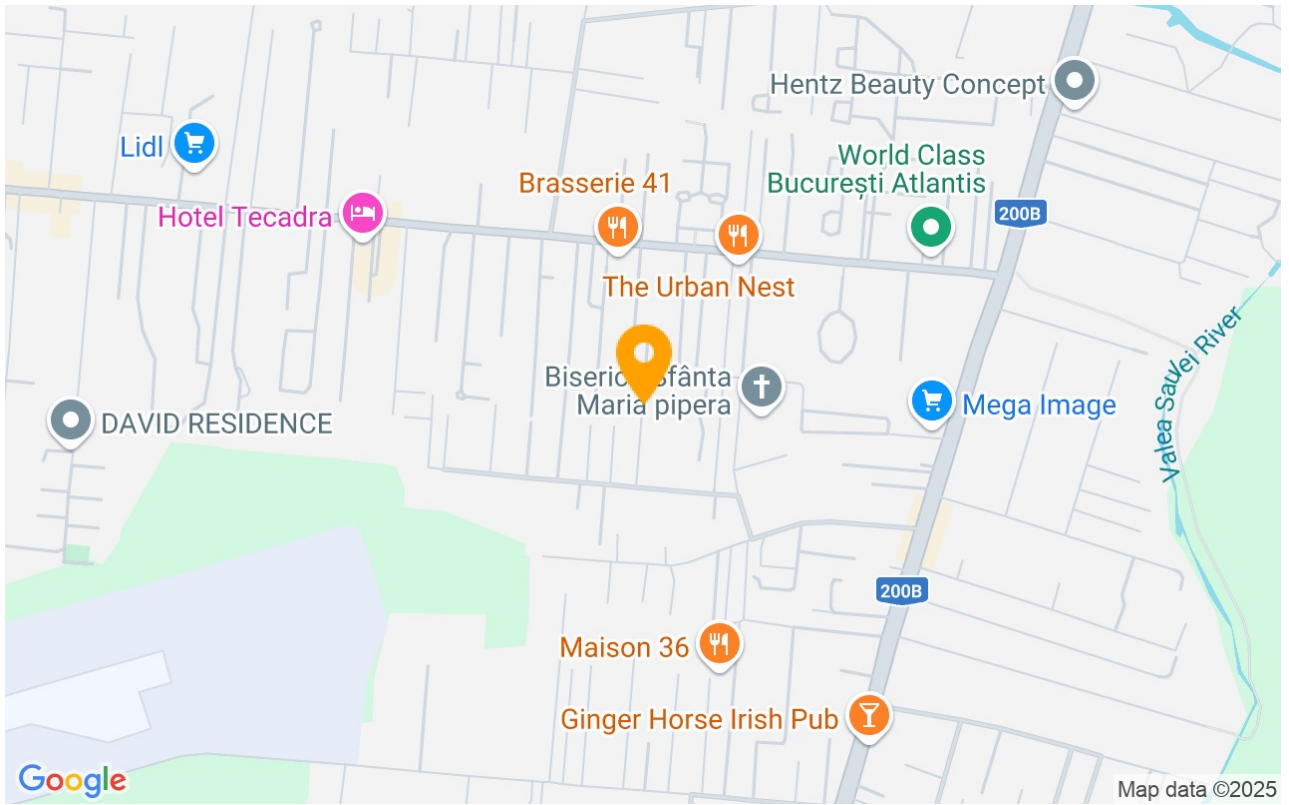 Hentz Beauty Concept
Lidl
World Class
București Atlantis
Brasserie 41
200B
Hotel Tecadra
The Urban Nest
Valea Saulei River
sfânta
Maria pipera
Mega Image
DAVID RESIDENCE
200B
Maison 36
Ginger Horse Irish Pub
Google
Map data ©2025